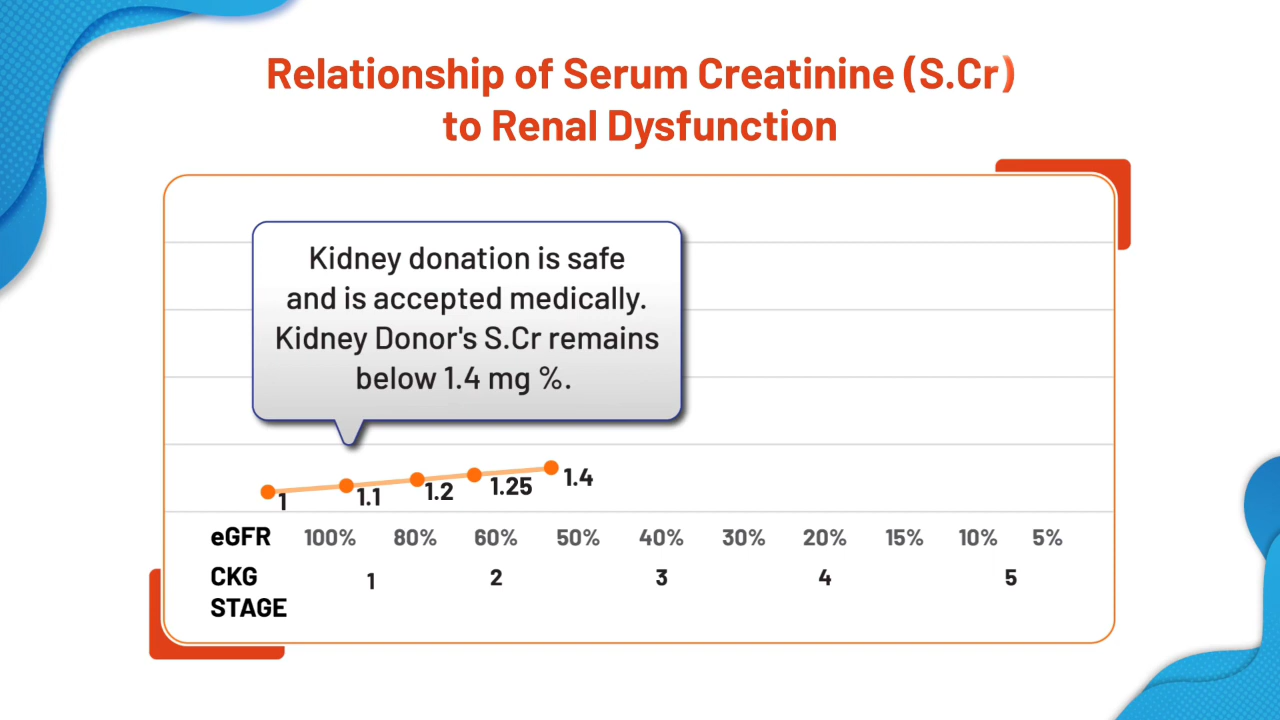 Relationship of Serum Creatinine (S.Cr)
to Renal Dysfunction
Kidney donation is safe
and is accepted medically.
Kidney Donor's S.Cr remains
below 1.4 mg %.
1 1.1 1.2 1.25 1.4
eGFR 100% 80% 60% 50% 40% 30% 20% 15% 10% 5%
CKG 1 2 3 4 5
STAGE